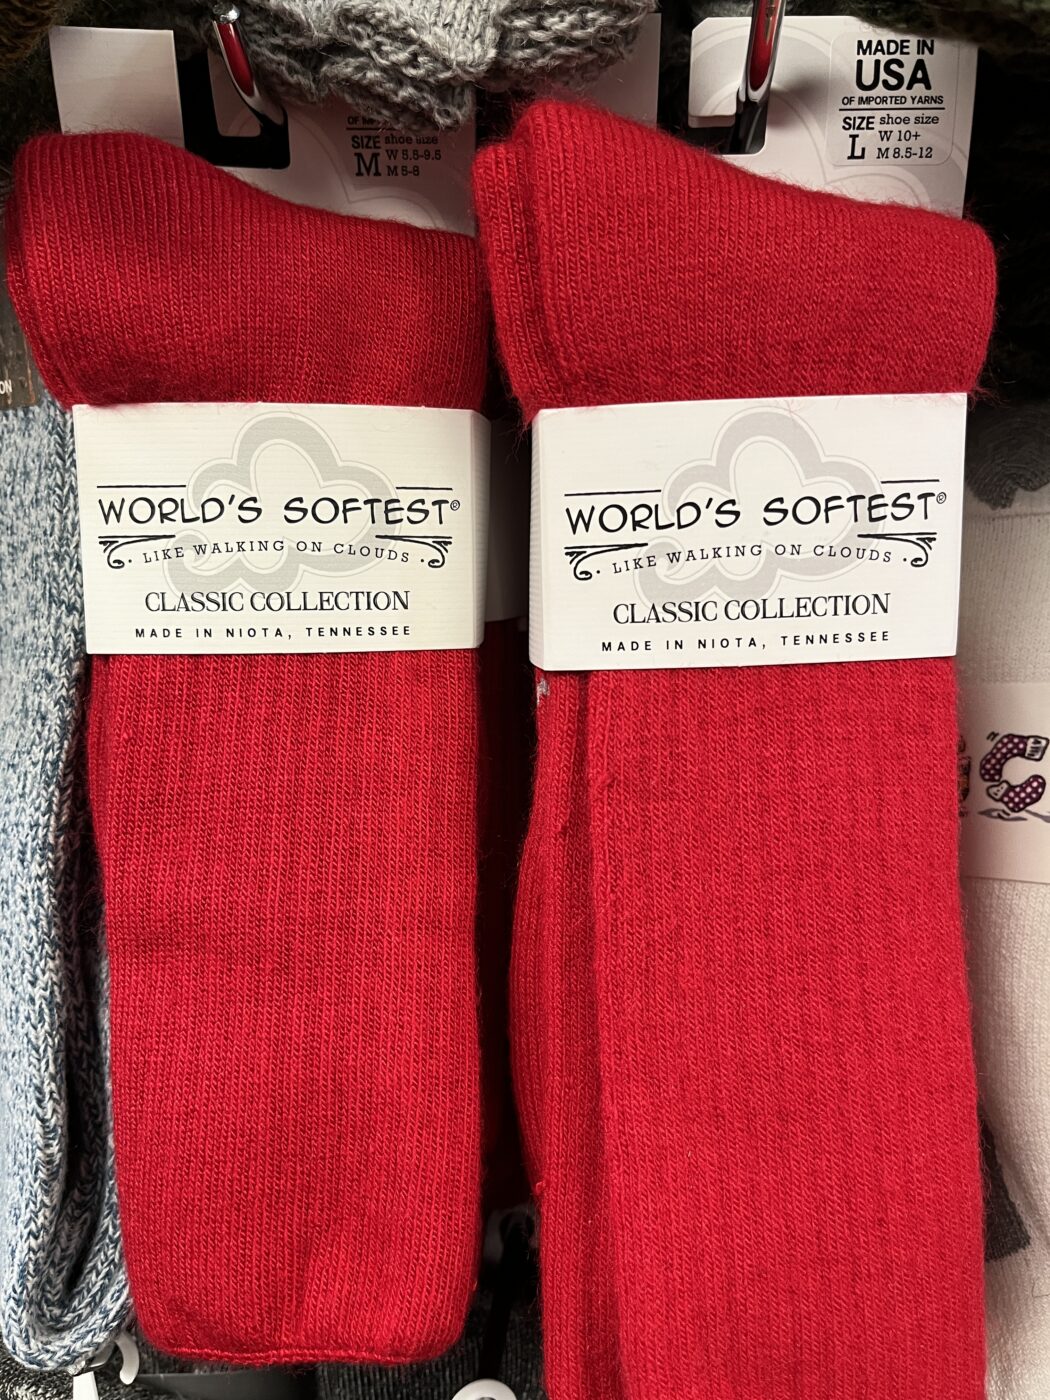 SIZE shoe size
M W 5.5-9.5
M 5-8
MADE IN
USA
OF IMPORTED YARNS
SIZE shoe size
L W 10+
M 8.5-12
WORLD'S SOFTEST®
· LIKE WALKING ON CLOUDS ·
CLASSIC COLLECTION
MADE IN NIOTA, TENNESSEE
WORLD'S SOFTEST®
· LIKE WALKING ON CLOUDS ·
CLASSIC COLLECTION
MADE IN NIOTA, TENNESSEE